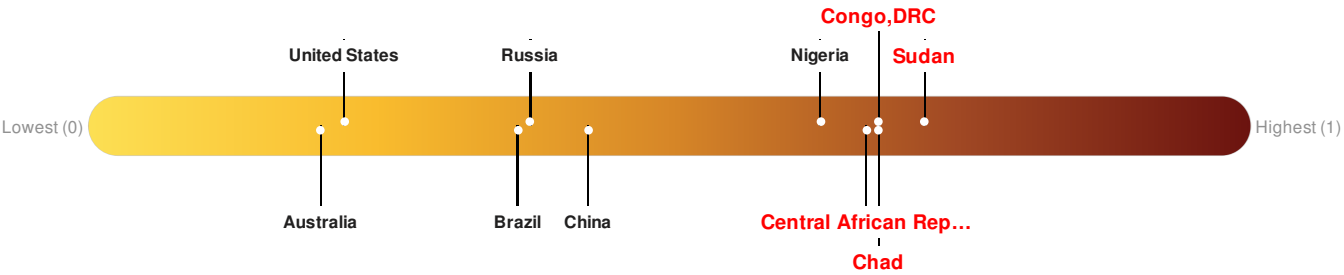 Congo,DRC
United States
Russia
Nigeria
Sudan
Lowest (0)
Highest (1)
Australia
Brazil
China
Central African Rep…
Chad